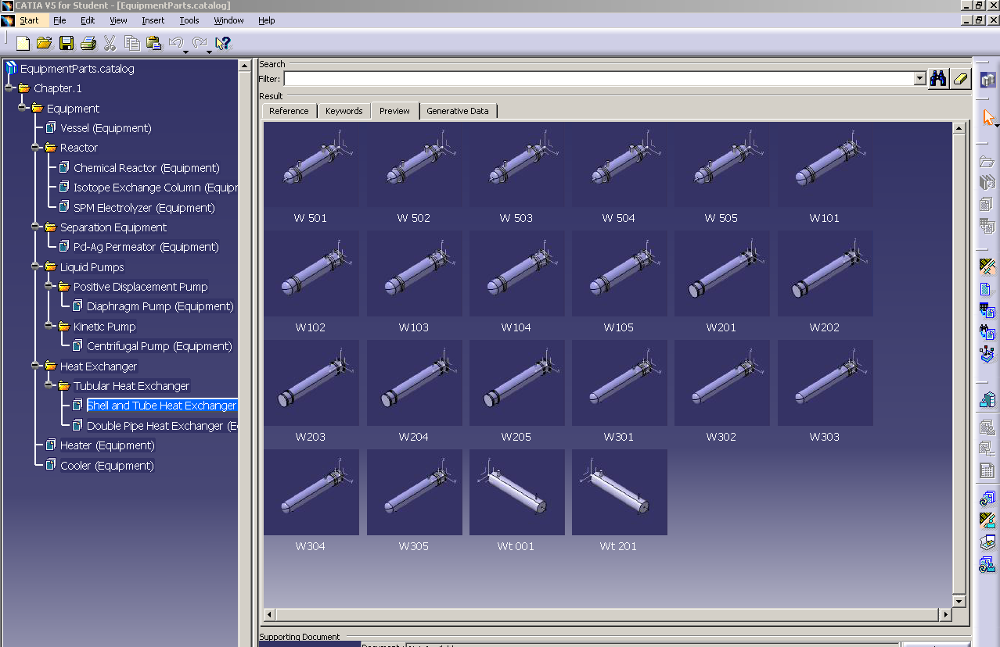 CATIA V5 for Student - [EquipmentParts.catalog]
Start File Edit View Insert Tools Window Help
EquipmentParts.catalog
Chapter.1
Equipment
Vessel (Equipment)
Reactor
Chemical Reactor (Equipment)
Isotope Exchange Column (Equipr
SPM Electrolyzer (Equipment)
Separation Equipment
Pd-Ag Permeator (Equipment)
Liquid Pumps
Positive Displacement Pump
Diaphragm Pump (Equipment)
Kinetic Pump
Centrifugal Pump (Equipment)
Heat Exchanger
Tubular Heat Exchanger
Shell and Tube Heat Exchanger
Double Pipe Heat Exchanger (E
Heater (Equipment)
Cooler (Equipment)
Search
Filter:
Result
Reference Keywords Preview Generative Data
W 501 W 502 W 503 W 504 W 505 W101
W102 W103 W104 W105 W201 W202
W203 W204 W205 W301 W302 W303
W304 W305 Wt 001 Wt 201
Supporting Document